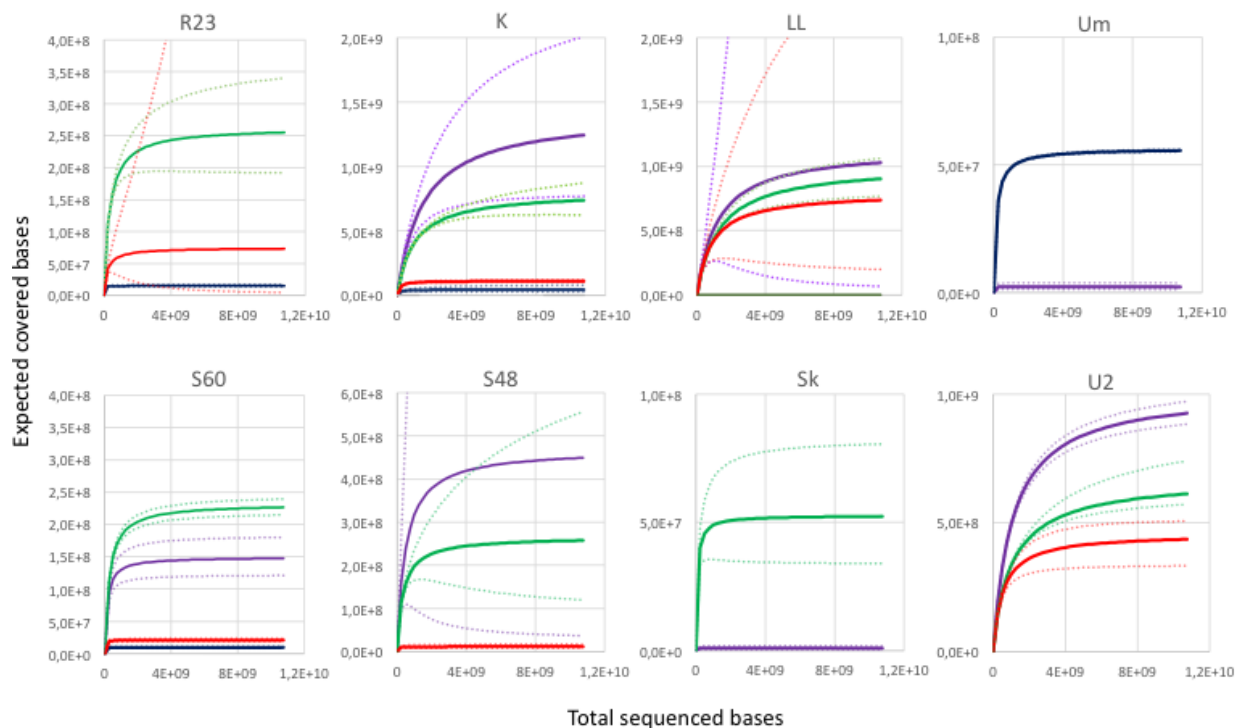 R23
K
LL
Um
4,0E+8
3,5E+8
3,0E+8
2,5E+8
2,0E+8
1,5E+8
1,0E+8
5,0E+7
0,0E+0
0
4E+09
8E+09
1,2E+10
2,0E+9
1,5E+9
1,0E+9
5,0E+8
0,0E+0
0
4E+09
8E+09
1,2E+10
2,0E+9
1,5E+9
1,0E+9
5,0E+8
0,0E+0
0
4E+09
8E+09
1,2E+10
1,0E+8
5,0E+7
0,0E+0
0
4E+09
8E+09
1,2E+10
Expected covered bases
S60
S48
Sk
U2
4,0E+8
3,5E+8
3,0E+8
2,5E+8
2,0E+8
1,5E+8
1,0E+8
5,0E+7
0,0E+0
0
4E+09
8E+09
1,2E+10
6,0E+8
5,0E+8
4,0E+8
3,0E+8
2,0E+8
1,0E+8
0,0E+0
0
4E+09
8E+09
1,2E+10
1,0E+8
5,0E+7
0,0E+0
0
4E+09
8E+09
1,2E+10
1,0E+9
5,0E+8
0,0E+0
0
4E+09
8E+09
1,2E+10
Total sequenced bases